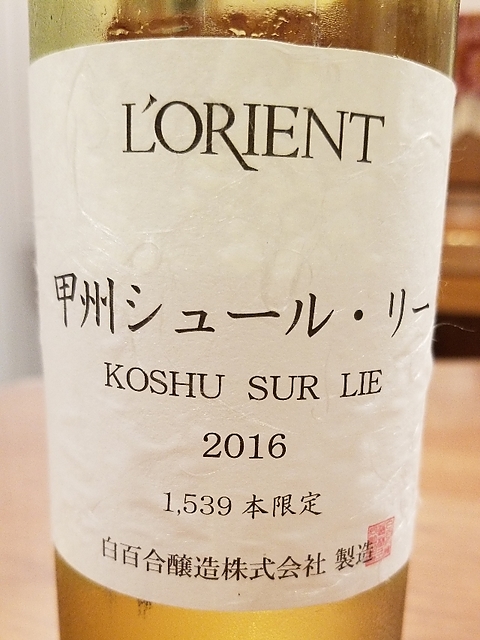 L'ORIENT
甲州シュール・リー
KOSHU SUR LIE
2016
1,539 本限定
白百合醸造株式会社 製造